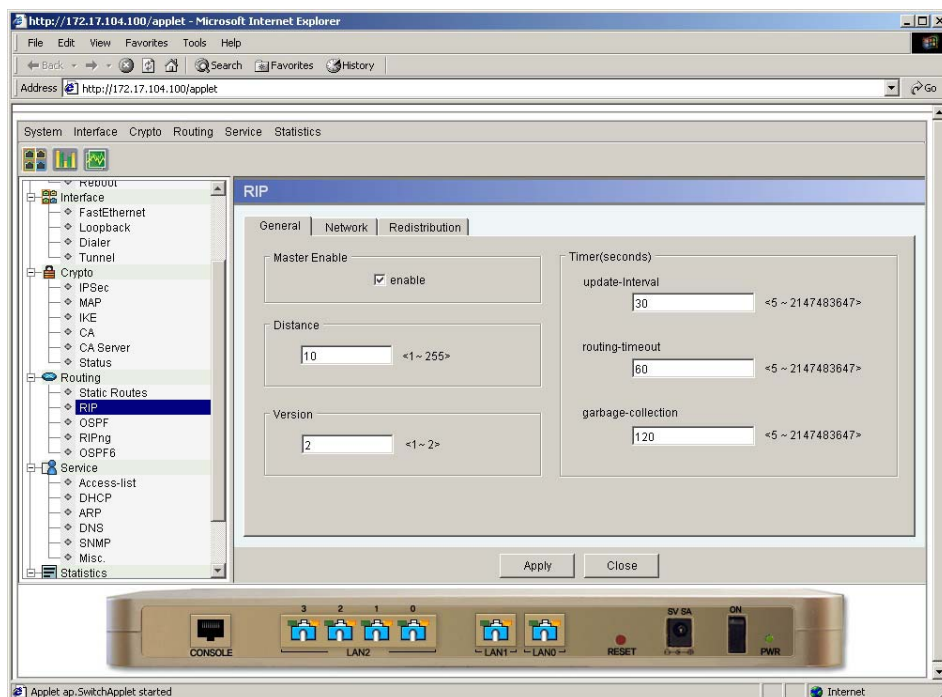 http://172.17.104.100/applet - Microsoft Internet Explorer
File Edit View Favorites Tools Help
Back Search Favorites History
Address http://172.17.104.100/applet Go
System Interface Crypto Routing Service Statistics
Reboot
Interface
FastEthernet
Loopback
Dialer
Tunnel
Crypto
IPSec
MAP
IKE
CA
CA Server
Status
Routing
Static Routes
RIP
OSPF
RIPng
OSPF6
Service
Access-list
DHCP
ARP
DNS
SNMP
Misc.
Statistics
RIP
General Network Redistribution
Master Enable
enable
Distance
10 <1~ 255>
Version
2 <1~ 2>
Timer(seconds)
update-Interval
30 <5 ~ 2147483647>
routing-timeout
60 <5 ~ 2147483647>
garbage-collection
120 <5 ~ 2147483647>
Apply Close
3 2 1 0 5V 5A ON
CONSOLE LAN2 LAN1 LAN0 RESET PWR
Applet ap.SwitchApplet started Internet